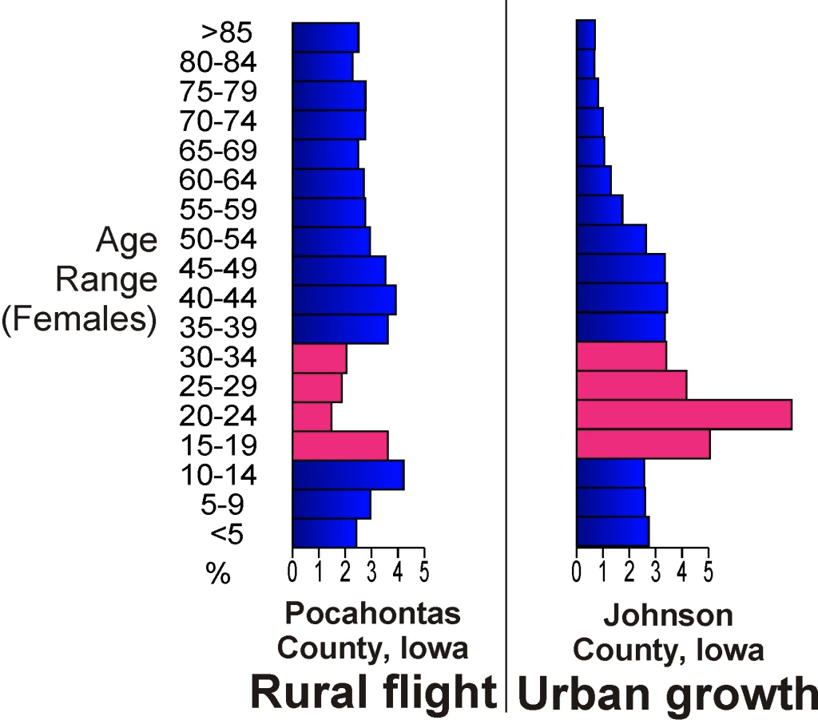 >85
80-84
75-79
70-74
65-69
60-64
55-59
50-54
45-49
40-44
35-39
30-34
25-29
20-24
15-19
10-14
5-9
<5
Age
Range
(Females)
% 0 1 2 3 4 5
0 1 2 3 4 5
Pocahontas
County, Iowa
Rural flight
Johnson
County, Iowa
Urban growth